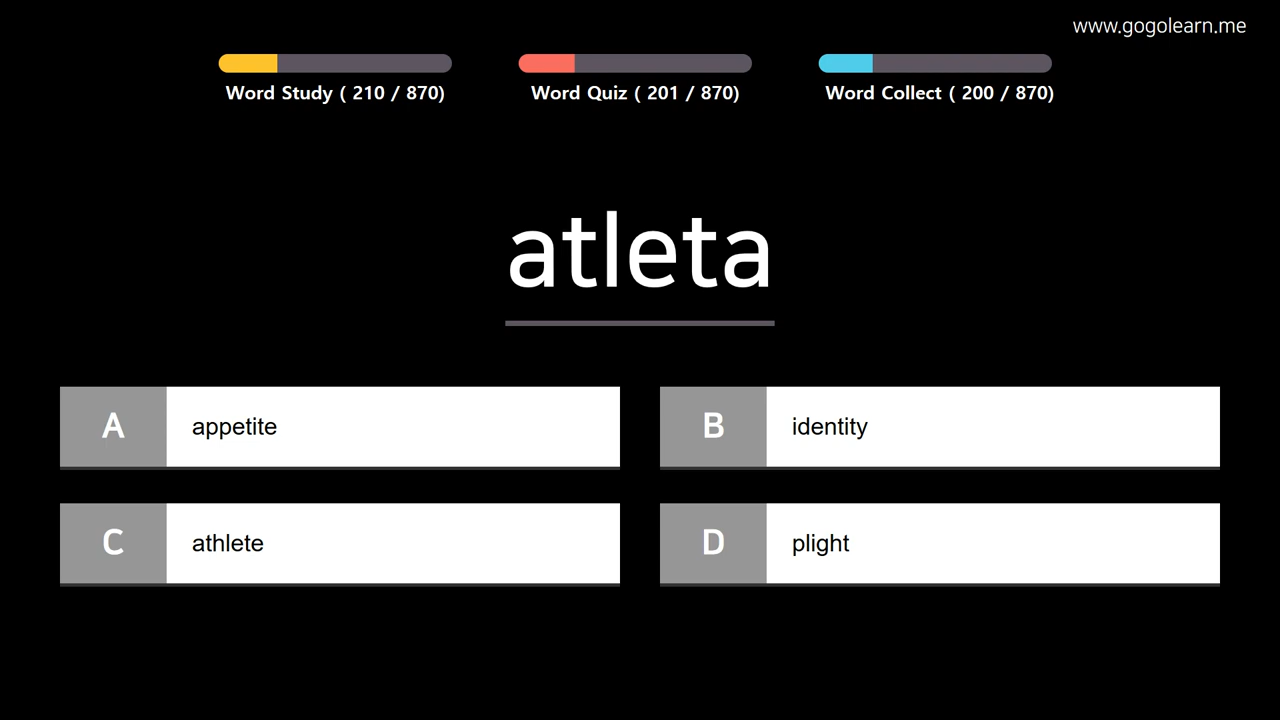 www.gogolearn.me
Word Study ( 210 / 870)
Word Quiz ( 201 / 870)
Word Collect ( 200 / 870)
atleta
A appetite
B identity
C athlete
D plight